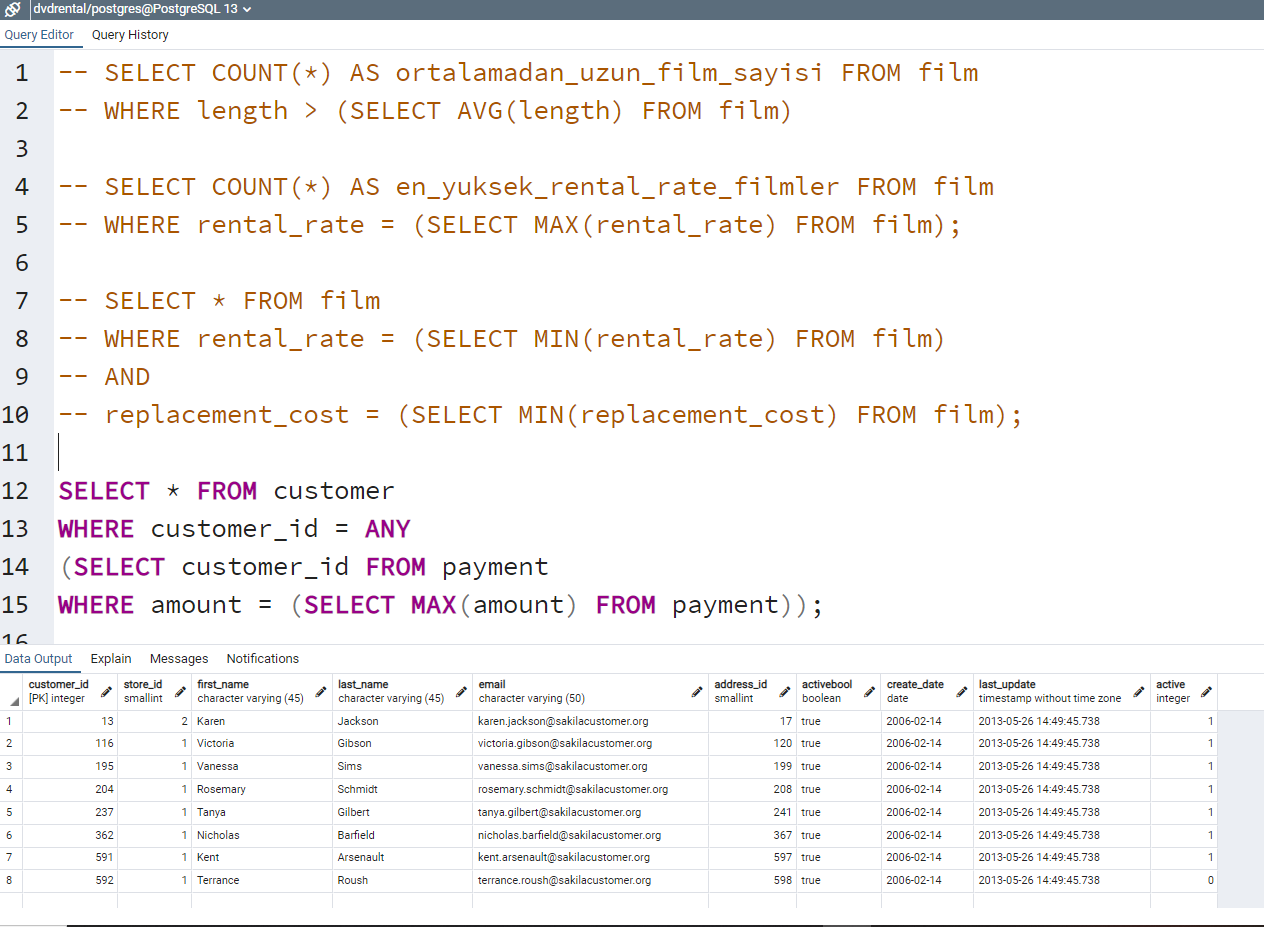 dvdrental/postgres@PostgreSQL 13
Query Editor Query History
1 -- SELECT COUNT(*) AS ortalamadan_uzun_film_sayisi FROM film
2 -- WHERE length > (SELECT AVG(length) FROM film)
3
4 -- SELECT COUNT(*) AS en_yuksek_rental_rate_filmler FROM film
5 -- WHERE rental_rate = (SELECT MAX(rental_rate) FROM film);
6
7 -- SELECT * FROM film
8 -- WHERE rental_rate = (SELECT MIN(rental_rate) FROM film)
9 -- AND
10 -- replacement_cost = (SELECT MIN(replacement_cost) FROM film);
11
12 SELECT * FROM customer
13 WHERE customer_id = ANY
14 (SELECT customer_id FROM payment
15 WHERE amount = (SELECT MAX(amount) FROM payment));
16
Data Output Explain Messages Notifications
customer_id store_id first_name last_name email address_id activebool create_date last_update active
[PK] integer smallint character varying (45) character varying (45) character varying (50) smallint boolean date timestamp without time zone integer
1 13 2 Karen Jackson karen.jackson@sakilacustomer.org 17 true 2006-02-14 2013-05-26 14:49:45.738 1
2 116 1 Victoria Gibson victoria.gibson@sakilacustomer.org 120 true 2006-02-14 2013-05-26 14:49:45.738 1
3 195 1 Vanessa Sims vanessa.sims@sakilacustomer.org 199 true 2006-02-14 2013-05-26 14:49:45.738 1
4 204 1 Rosemary Schmidt rosemary.schmidt@sakilacustomer.org 208 true 2006-02-14 2013-05-26 14:49:45.738 1
5 237 1 Tanya Gilbert tanya.gilbert@sakilacustomer.org 241 true 2006-02-14 2013-05-26 14:49:45.738 1
6 362 1 Nicholas Barfield nicholas.barfield@sakilacustomer.org 367 true 2006-02-14 2013-05-26 14:49:45.738 1
7 591 1 Kent Arsenault kent.arsenault@sakilacustomer.org 597 true 2006-02-14 2013-05-26 14:49:45.738 1
8 592 1 Terrance Roush terrance.roush@sakilacustomer.org 598 true 2006-02-14 2013-05-26 14:49:45.738 0